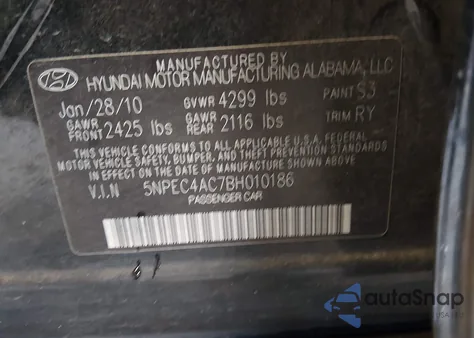 MANUFACTURED BY
HYUNDAI MOTOR MANUFACTURING ALABAMA, LLC
Jan/28/10 GVWR 4299 lbs PAINT S3
GAWR FRONT 2425 lbs GAWR REAR 2116 lbs TRIM RY
THIS VEHICLE CONFORMS TO ALL APPLICABLE U.S.A. FEDERAL
MOTOR VEHICLE SAFETY, BUMPER, AND THEFT PREVENTION STANDARDS
IN EFFECT ON THE DATE OF MANUFACTURE SHOWN ABOVE.
V.I.N 5NPEC4AC7BH010186
PASSENGER CAR
autoSnap